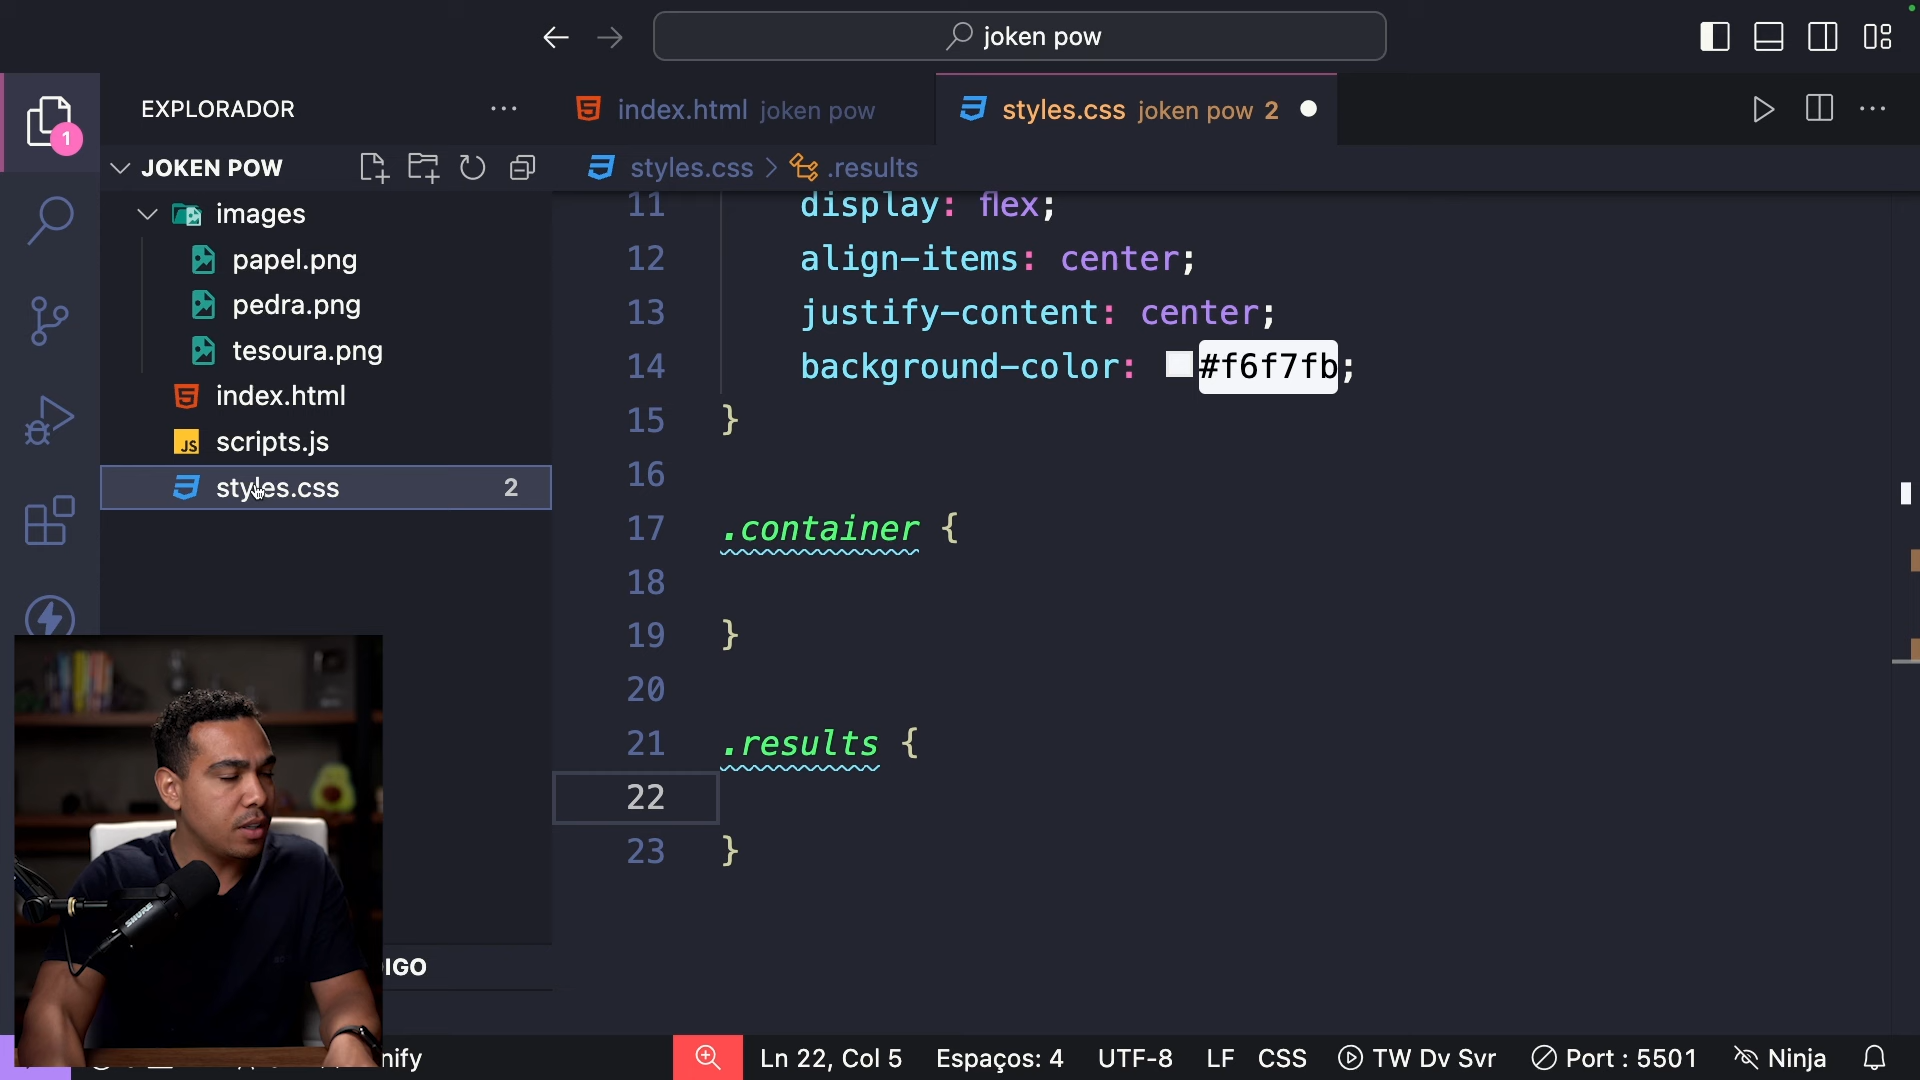 joken pow
EXPLORADOR
JOKEN POW
images
papel.png
pedra.png
tesoura.png
index.html
JS scripts.js
styles.css 2
1
index.html joken pow
styles.css joken pow 2
styles.css > .results
11 display: flex;
12 align-items: center;
13 justify-content: center;
14 background-color: #f6f7fb;
15 }
16
17 .container {
18
19 }
20
21 .results {
22
23 }
SHURE
IGO
nify
Ln 22, Col 5 Espaços: 4 UTF-8 LF CSS TW Dv Svr Port : 5501 Ninja